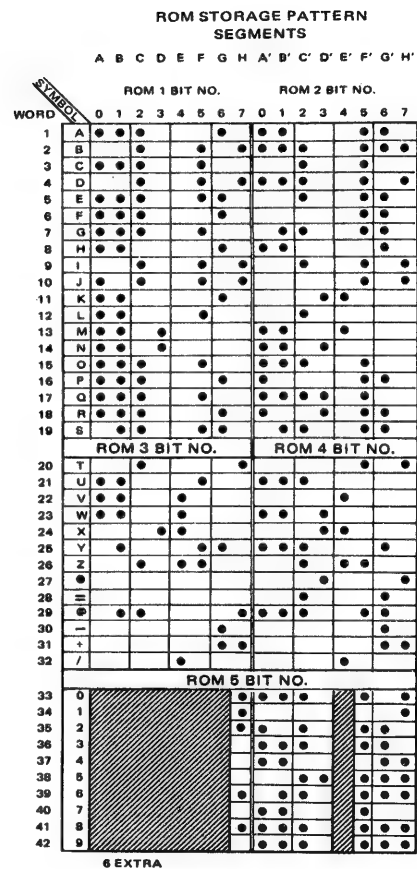 ROM STORAGE PATTERN
SEGMENTS
A B C D E F G H A' B' C' D' E' F' G' H'
SYMBOL
ROM 1 BIT NO. ROM 2 BIT NO.
WORD 0 1 2 3 4 5 6 7 0 1 2 3 4 5 6 7
1 A
2 B
3 C
4 D
5 E
6 F
7 G
8 H
9 I
10 J
11 K
12 L
13 M
14 N
15 O
16 P
17 Q
18 R
19 S
ROM 3 BIT NO. ROM 4 BIT NO.
20 T
21 U
22 V
23 W
24 X
25 Y
26 Z
27 ●
28 =
29
30 —
31 +
32 /
ROM 5 BIT NO.
33 0
34 1
35 2
36 3
37 4
38 5
39 6
40 7
41 8
42 9
6 EXTRA